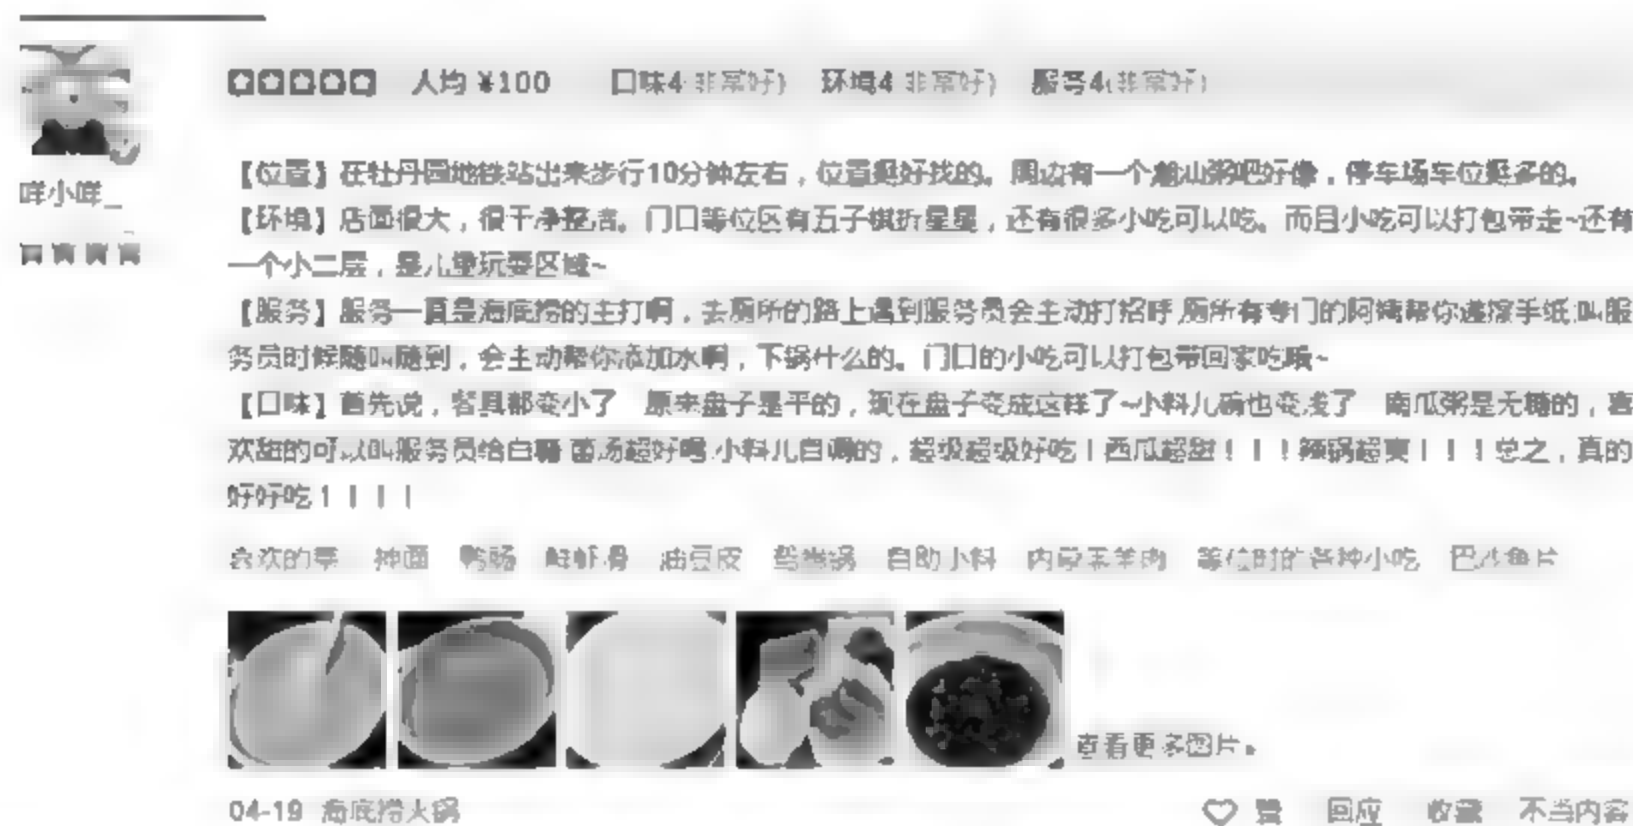 人均 ¥100 口味4(非常好) 环境4(非常好) 服务4(非常好)
咩小咩_
【位置】在牡丹园地铁站出来步行10分钟左右，位置挺好找的。周边有一个粥吧好像，停车场车位挺多的。
【环境】店面很大，很干净整洁。门口等位区有五子棋折星星，还有很多小吃可以吃。而且小吃可以打包带走~还有
一个小二层，是儿童玩耍区域~
【服务】服务一直是海底捞的主打啊，去厕所的路上遇到服务员会主动打招呼,厕所有专门的阿姨帮你递擦手纸,叫服
务员时候随叫随到，会主动帮你添加水啊，下锅什么的。门口的小吃可以打包带回家吃哦~
【口味】首先说，餐具都变小了 原来盘子是平的，现在盘子变成这样了~小料儿碗也变浅了 南瓜粥是无糖的，喜
欢甜的可以叫服务员给白糖 菌汤超好喝 小料儿自调的，超级超级好吃！西瓜超甜！！！辣锅超爽！！！总之，真的
好好吃！！！！
喜欢的菜 抻面 鸭肠 鲜虾滑 油豆皮 鸳鸯锅 自助小料 内蒙羔羊肉 等位时的各种小吃 巴沙鱼片
查看更多图片
04-19 海底捞火锅
赞 回应 收藏 不当内容